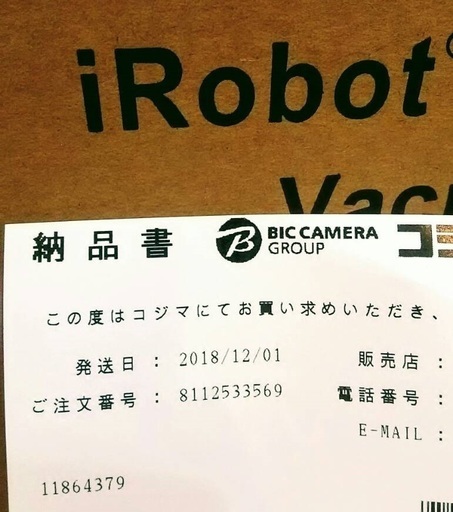 iRobot®
Vac
納品書 BIC CAMERA GROUP コ
この度はコジマにてお買い求めいただき、
発送日 : 2018/12/01 販売店 :
ご注文番号 : 8112533569 電話番号 :
E-MAIL :
11864379